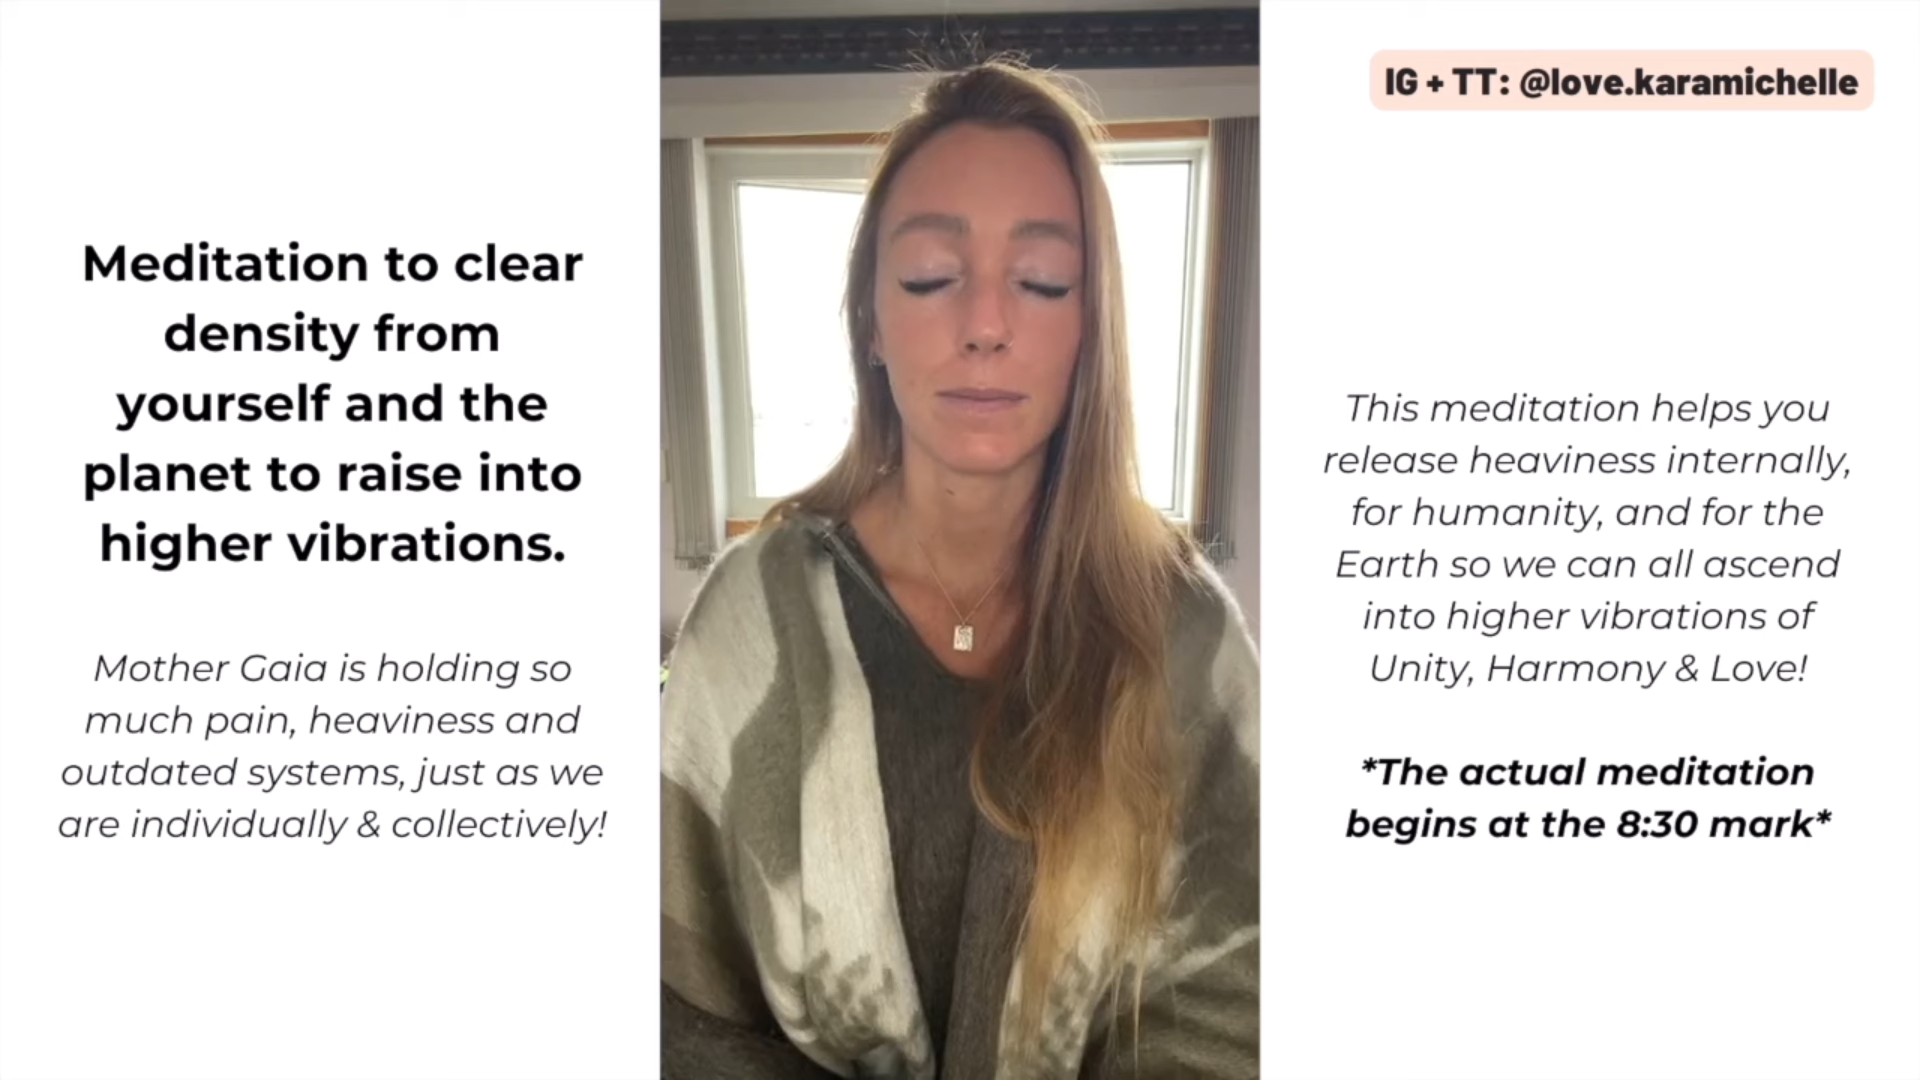 IG + TT: @love.karamichelle
Meditation to clear
density from
yourself and the
planet to raise into
higher vibrations.
Mother Gaia is holding so
much pain, heaviness and
outdated systems, just as we
are individually & collectively!
This meditation helps you
release heaviness internally,
for humanity, and for the
Earth so we can all ascend
into higher vibrations of
Unity, Harmony & Love!
*The actual meditation
begins at the 8:30 mark*